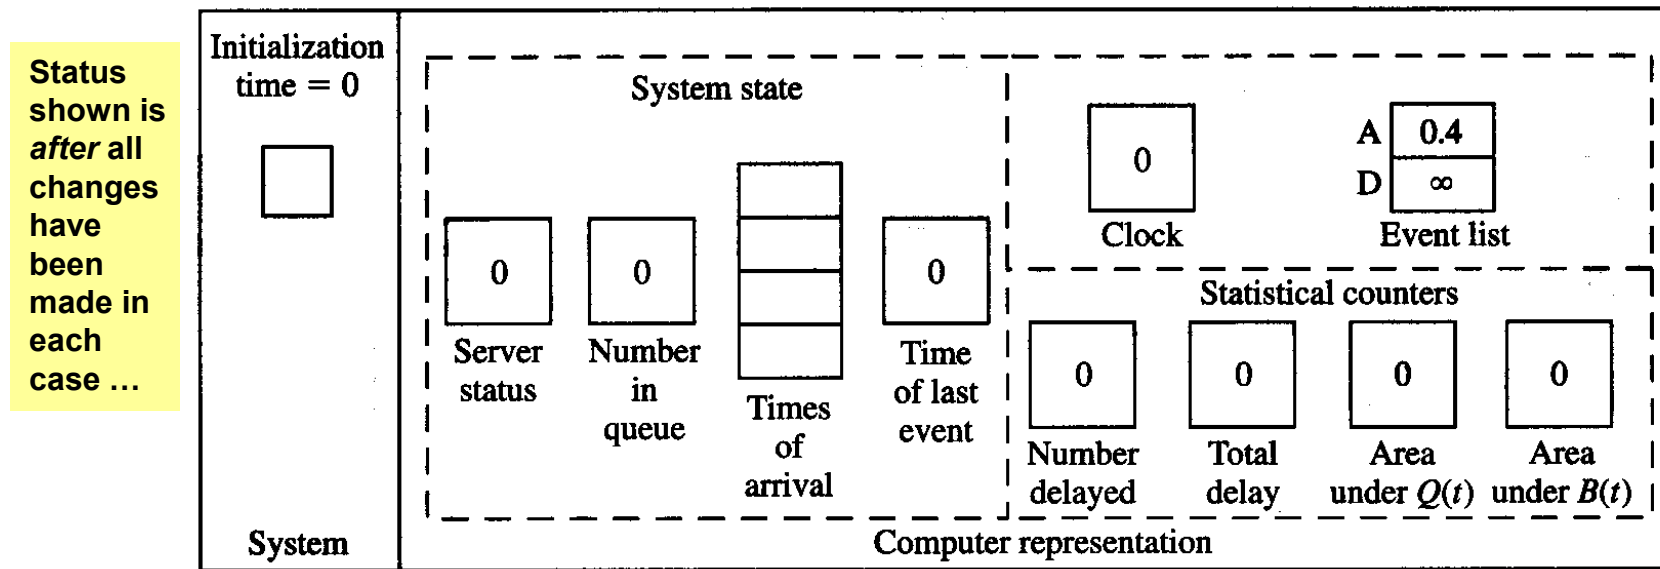 Status
shown is
after all
changes
have
been
made in
each
case …
Initialization
time = 0
System
System state
0
Server
status
0
Number
in
queue
Times
of
arrival
0
Time
of last
event
0
Clock
A 0.4
D ∞
Event list
Statistical counters
0
Number
delayed
0
Total
delay
0
Area
under Q(t)
0
Area
under B(t)
Computer representation